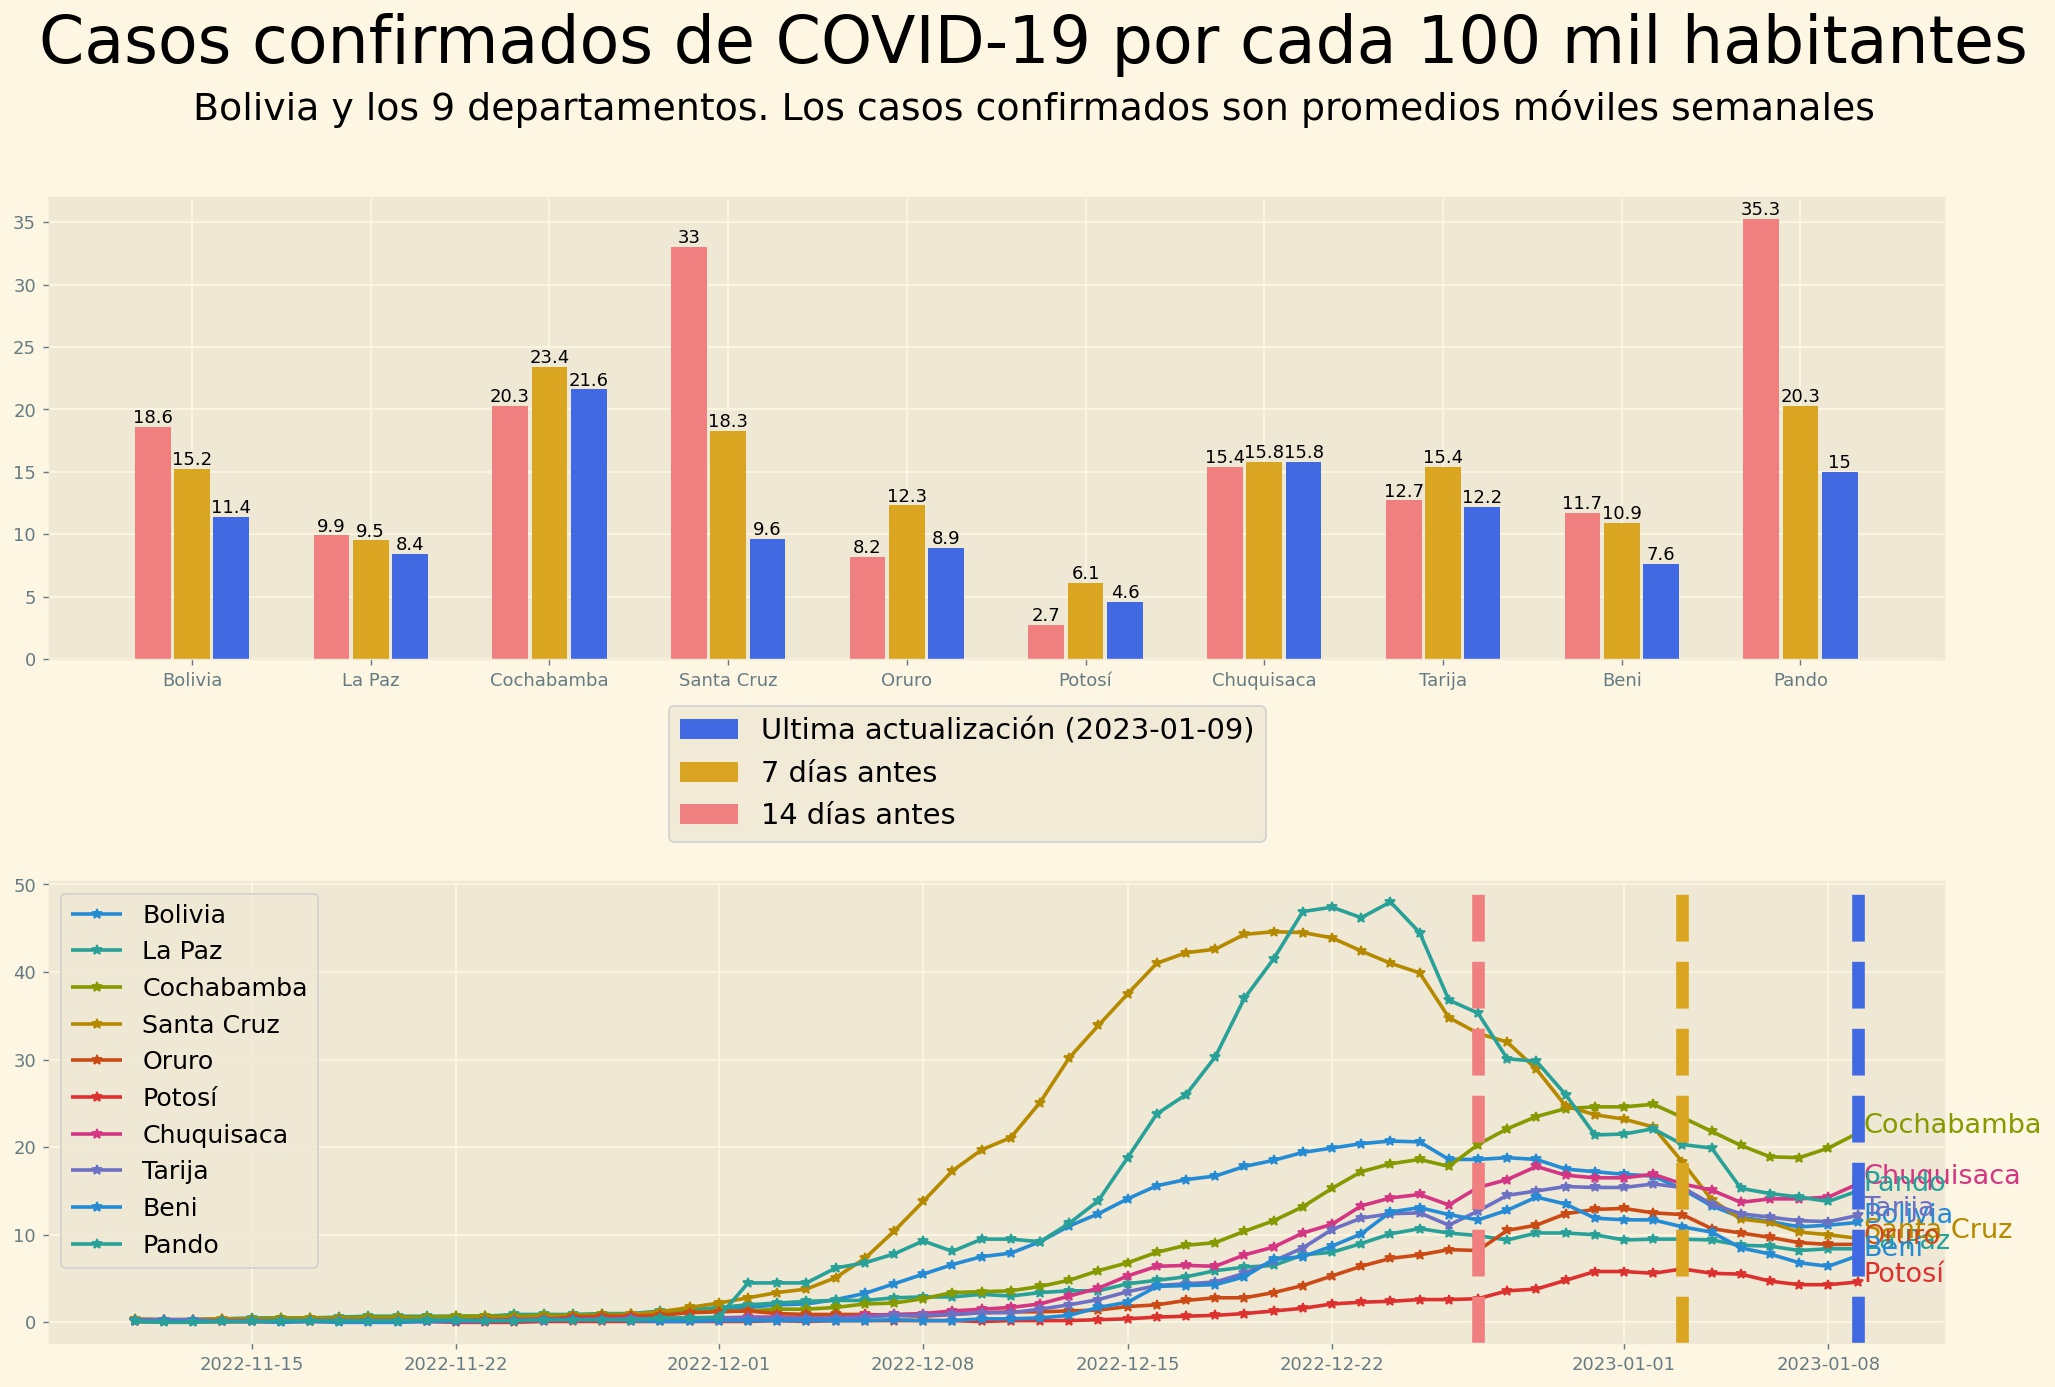 Casos confirmados de COVID-19 por cada 100 mil habitantes
Bolivia y los 9 departamentos. Los casos confirmados son promedios móviles semanales
35
30
25
20
15
10
5
0
18.6 15.2 11.4
9.9 9.5 8.4
20.3 23.4 21.6
33 18.3 9.6
8.2 12.3 8.9
2.7 6.1 4.6
15.4 15.8 15.8
12.7 15.4 12.2
11.7 10.9 7.6
35.3 20.3 15
Bolivia La Paz Cochabamba Santa Cruz Oruro Potosí Chuquisaca Tarija Beni Pando
Ultima actualización (2023-01-09)
7 días antes
14 días antes
50
40
30
20
10
0
Bolivia
La Paz
Cochabamba
Santa Cruz
Oruro
Potosí
Chuquisaca
Tarija
Beni
Pando
Cochabamba
Chuquisaca
Pando
Tarija
Bolivia
Santa Cruz
Oruro
La Paz
Beni
Potosí
2022-11-15 2022-11-22 2022-12-01 2022-12-08 2022-12-15 2022-12-22 2023-01-01 2023-01-08